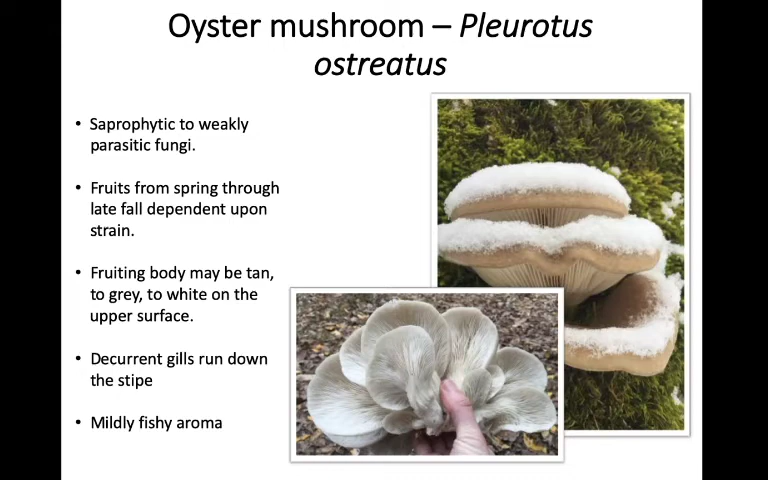 Oyster mushroom – Pleurotus
ostreatus
• Saprophytic to weakly
parasitic fungi.
• Fruits from spring through
late fall dependent upon
strain.
• Fruiting body may be tan,
to grey, to white on the
upper surface.
• Decurrent gills run down
the stipe
• Mildly fishy aroma